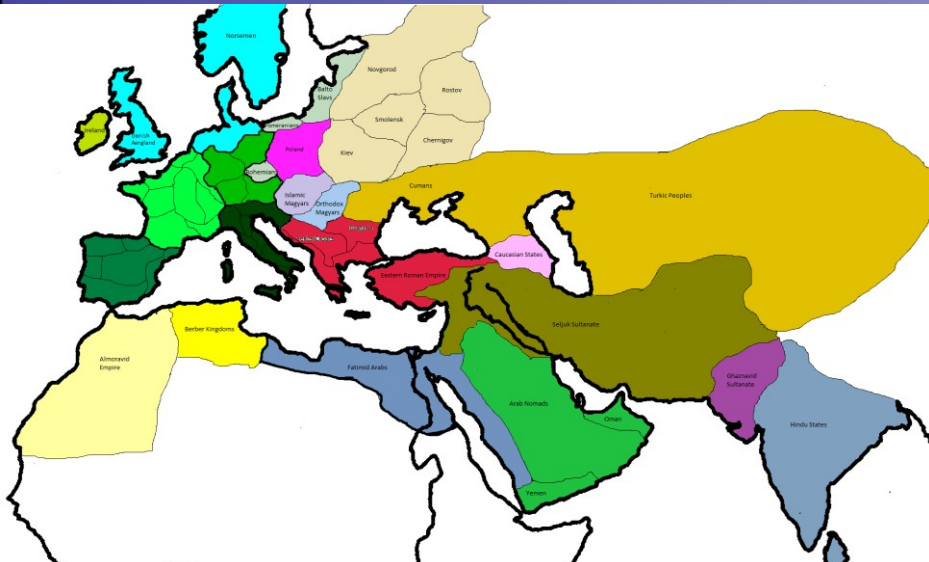 Norsemen
Novgorod
Balto
Slavs
Rostov
Smolensk
Ireland
Danish
Aengland
Pomeranians
Chernigov
Poland
Kiev
Bohemians
Cumans
Turkic Peoples
Islamic
Magyars
Orthodox
Magyars
Caucasian States
Eastern Roman Empire
Seljuk Sultanate
Berber Kingdoms
Almoravid
Empire
Fatimid Arabs
Ghaznavid
Sultanate
Arab Nomads
Oman
Hindu States
Yemen